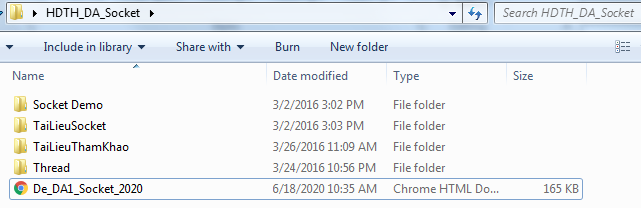 HDTH_DA_Socket
Search HDTH_DA_Socket
Include in library Share with Burn New folder
Name Date modified Type Size
Socket Demo 3/2/2016 3:02 PM File folder
TaiLieuSocket 3/2/2016 3:03 PM File folder
TaiLieuThamKhao 3/26/2016 11:09 AM File folder
Thread 3/24/2016 10:56 PM File folder
De_DA1_Socket_2020 6/18/2020 10:35 AM Chrome HTML Do... 165 KB